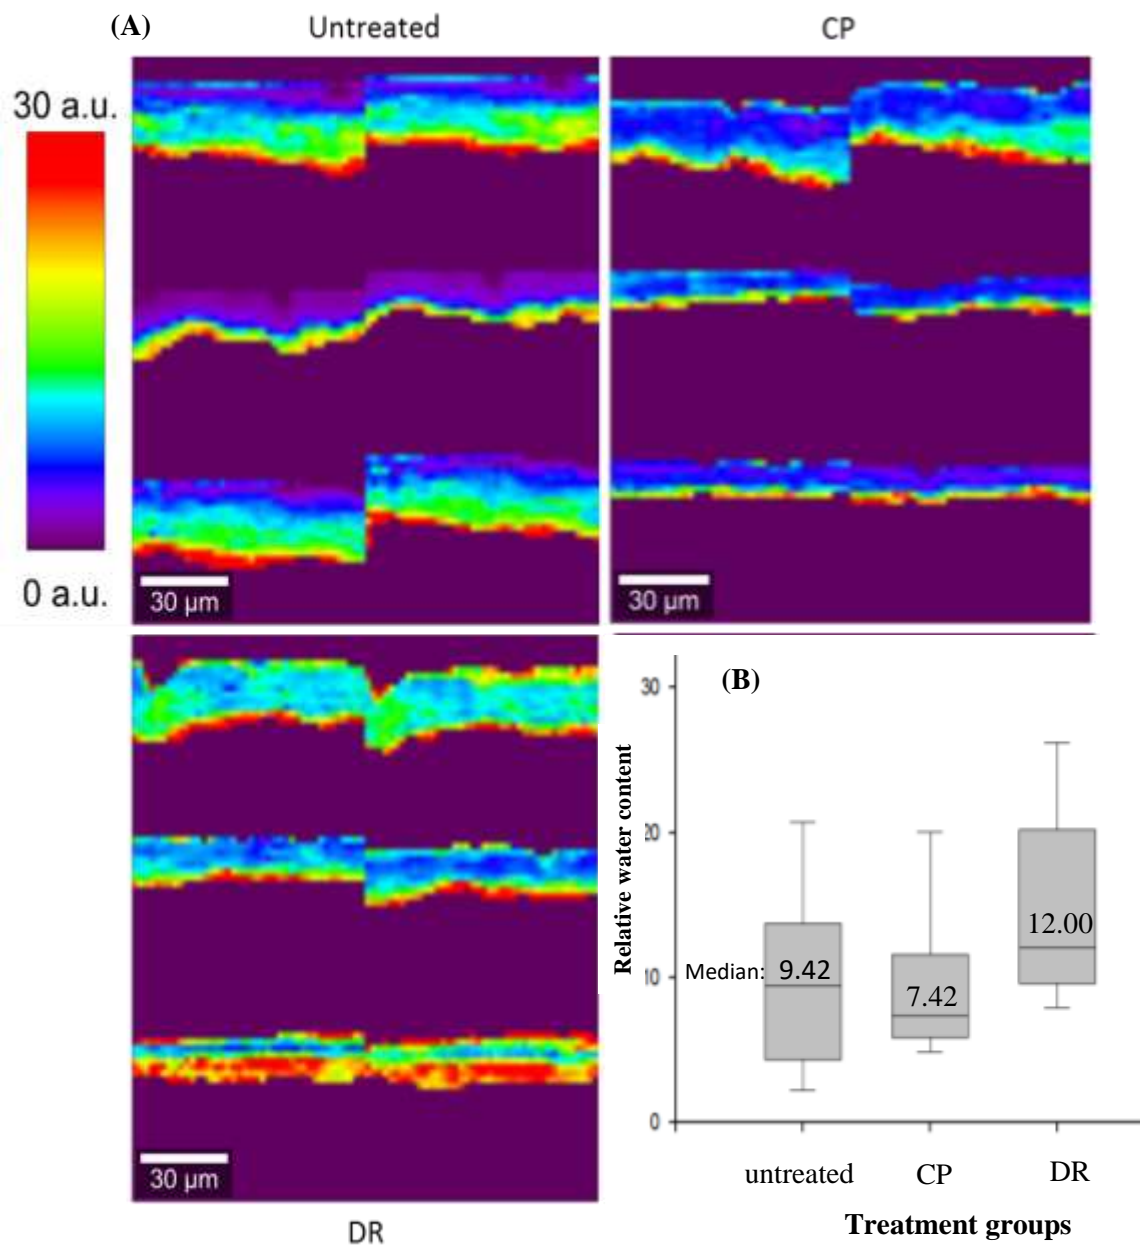 (A)
Untreated
CP
30 a.u.
0 a.u.
30 µm
30 µm
30 µm
DR
(B)
Relative water content
30
20
10
0
Median: 9.42
7.42
12.00
untreated
CP
DR
Treatment groups